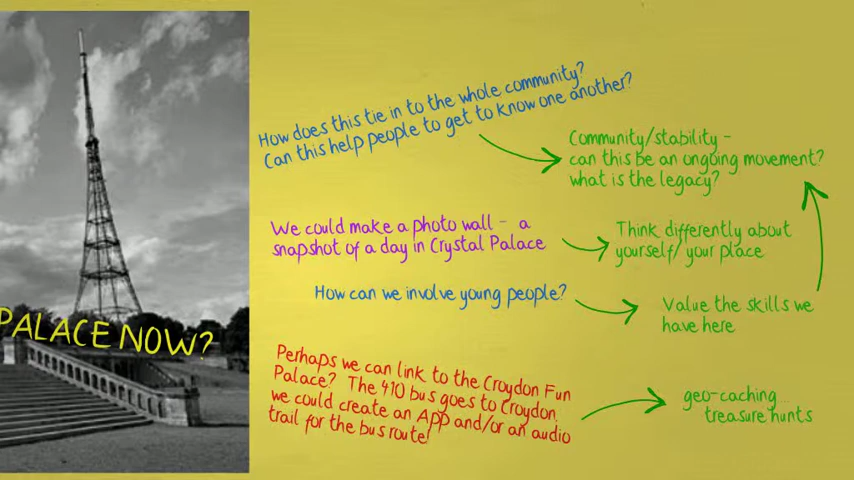 PALACE NOW?
How does this tie in to the whole community?
Can this help people to get to know one another?
Community/stability -
can this be an ongoing movement?
what is the legacy?
We could make a photo wall - a
snapshot of a day in Crystal Palace
Think differently about
yourself/your place
How can we involve young people?
Value the skills we
have here
Perhaps we can link to the Croydon Fun
Palace? The 410 bus goes to Croydon,
we could create an APP and/or an audio
trail for the bus route!
geo-caching...
treasure hunts